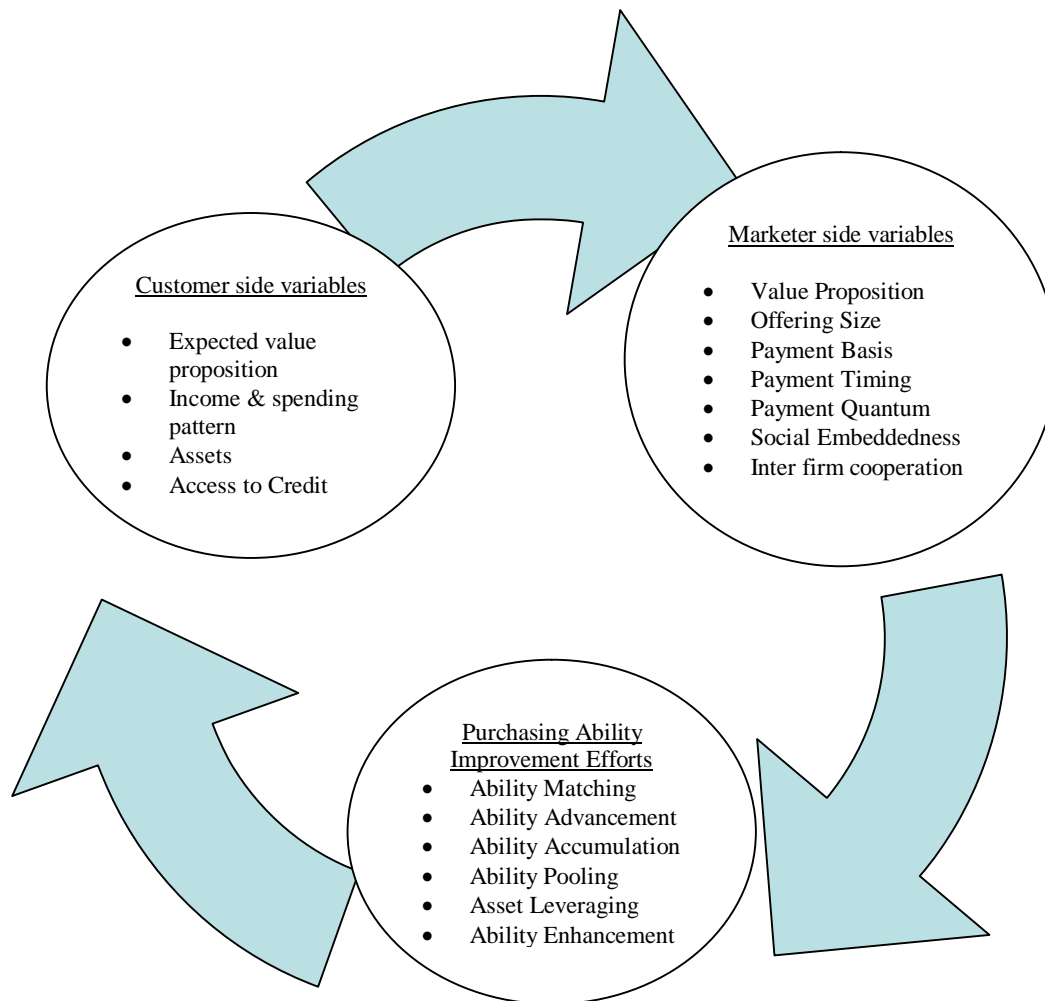 Customer side variables
• Expected value
proposition
• Income & spending
pattern
• Assets
• Access to Credit
Marketer side variables
• Value Proposition
• Offering Size
• Payment Basis
• Payment Timing
• Payment Quantum
• Social Embeddedness
• Inter firm cooperation
Purchasing Ability
Improvement Efforts
• Ability Matching
• Ability Advancement
• Ability Accumulation
• Ability Pooling
• Asset Leveraging
• Ability Enhancement